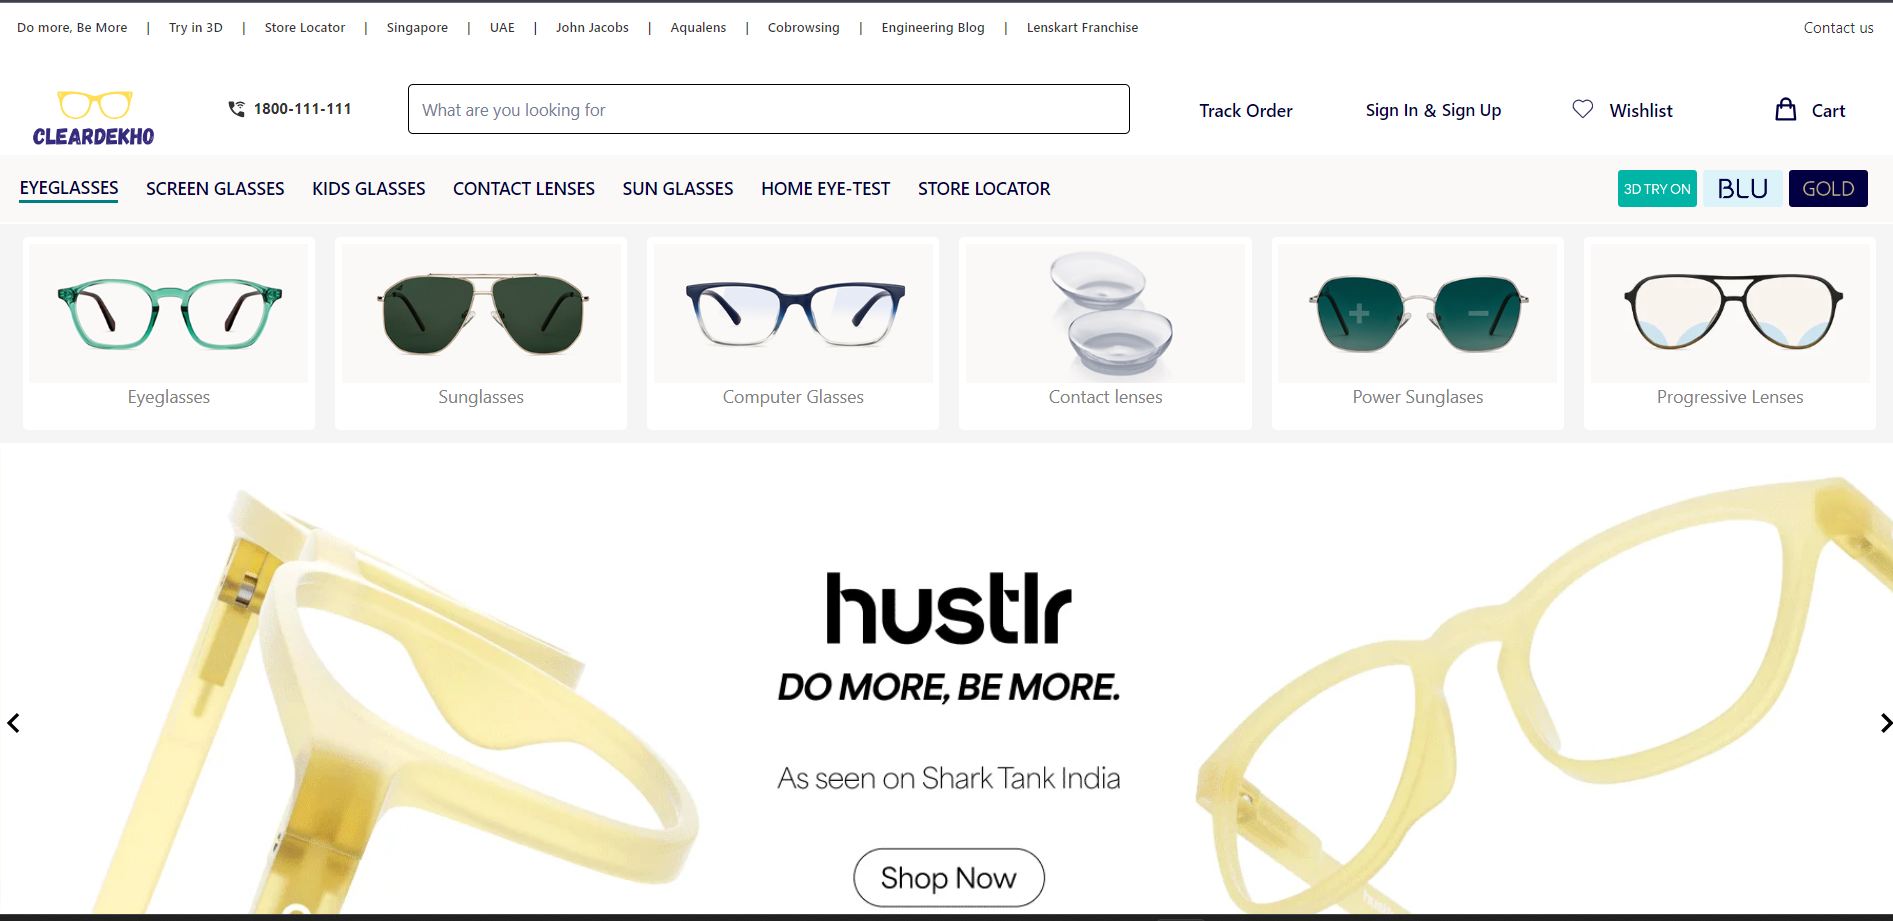 Do more, Be More | Try in 3D | Store Locator | Singapore | UAE | John Jacobs | Aqualens | Cobrowsing | Engineering Blog | Lenskart Franchise Contact us
CLEARDEKHO 1800-111-111 What are you looking for Track Order Sign In & Sign Up Wishlist Cart
EYEGLASSES SCREEN GLASSES KIDS GLASSES CONTACT LENSES SUN GLASSES HOME EYE-TEST STORE LOCATOR 3D TRY ON BLU GOLD
Eyeglasses Sunglasses Computer Glasses Contact lenses Power Sunglases Progressive Lenses
hustlr
DO MORE, BE MORE.
As seen on Shark Tank India
Shop Now